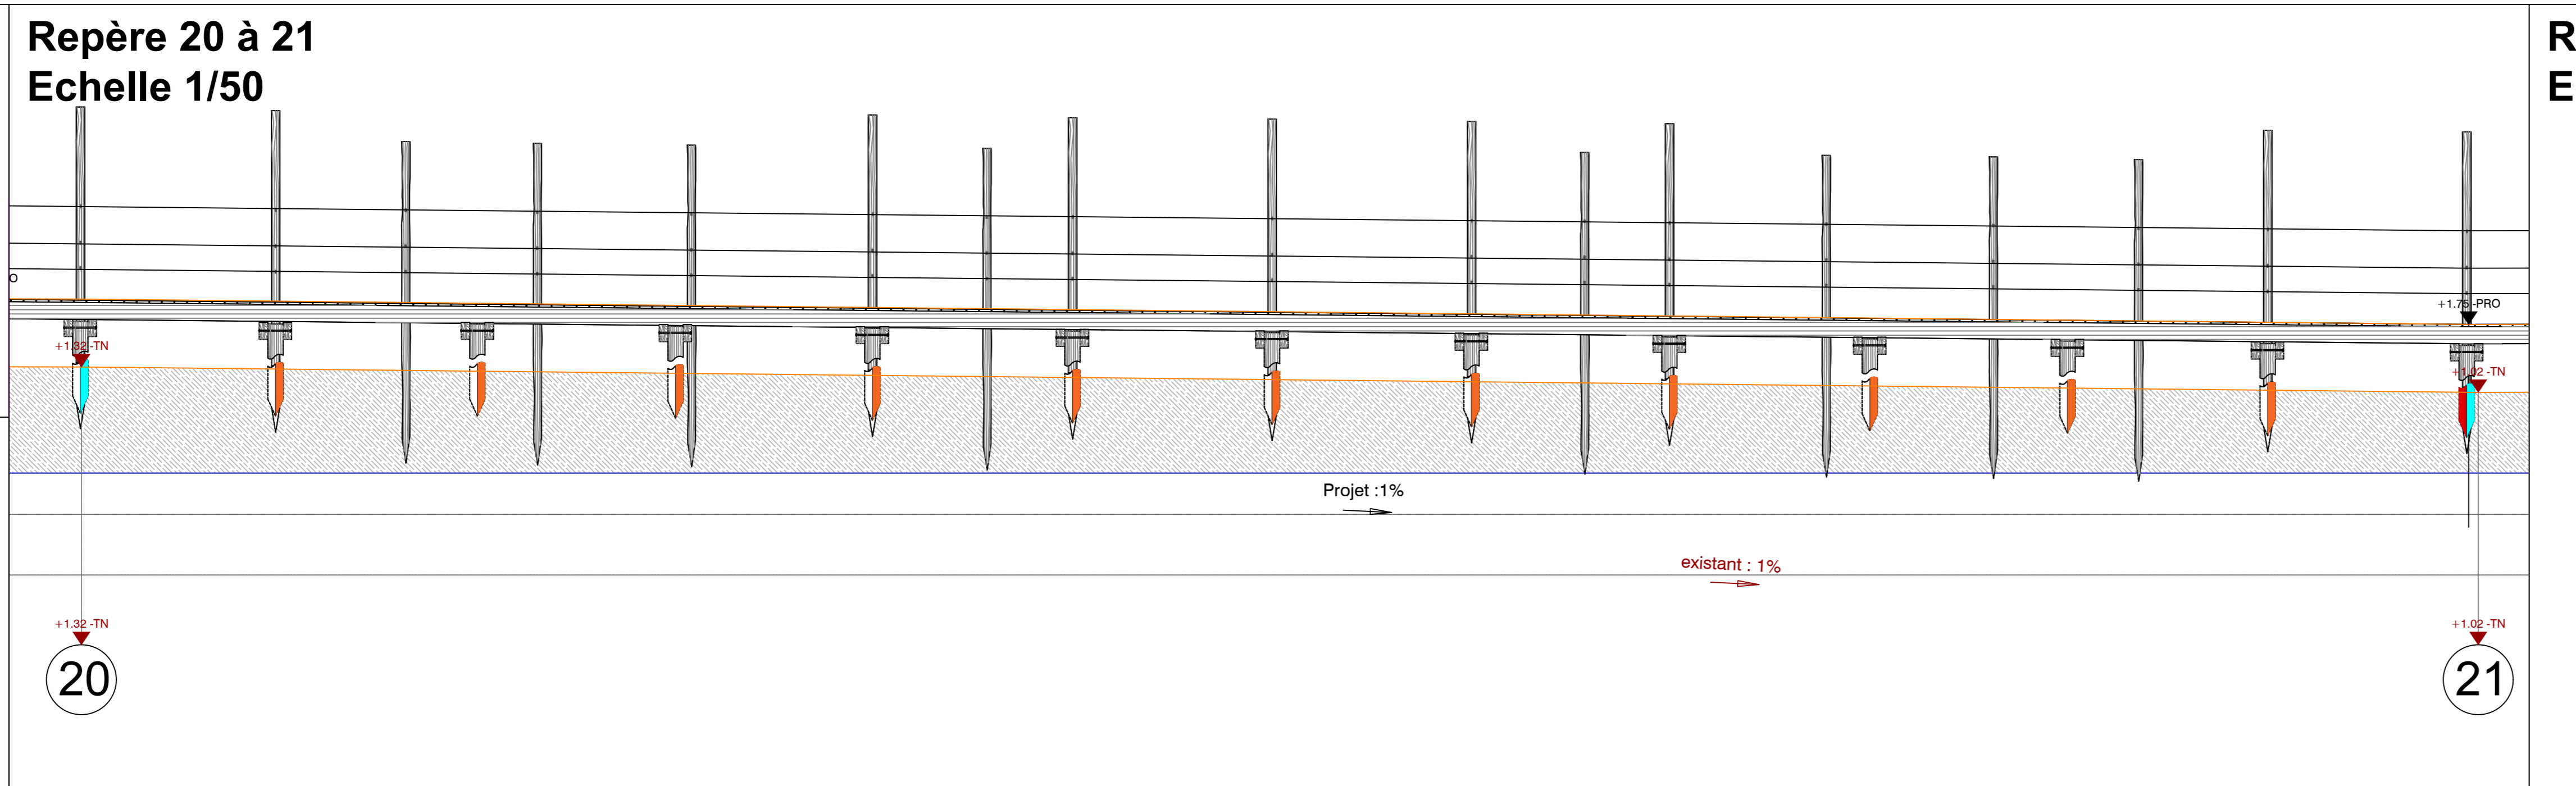 Repère 20 à 21
Echelle 1/50
R
E
O
+1.75 -PRO
+1.32 -TN
+1.02 -TN
Projet :1%
existant : 1%
+1.32 -TN
+1.02 -TN
20
21